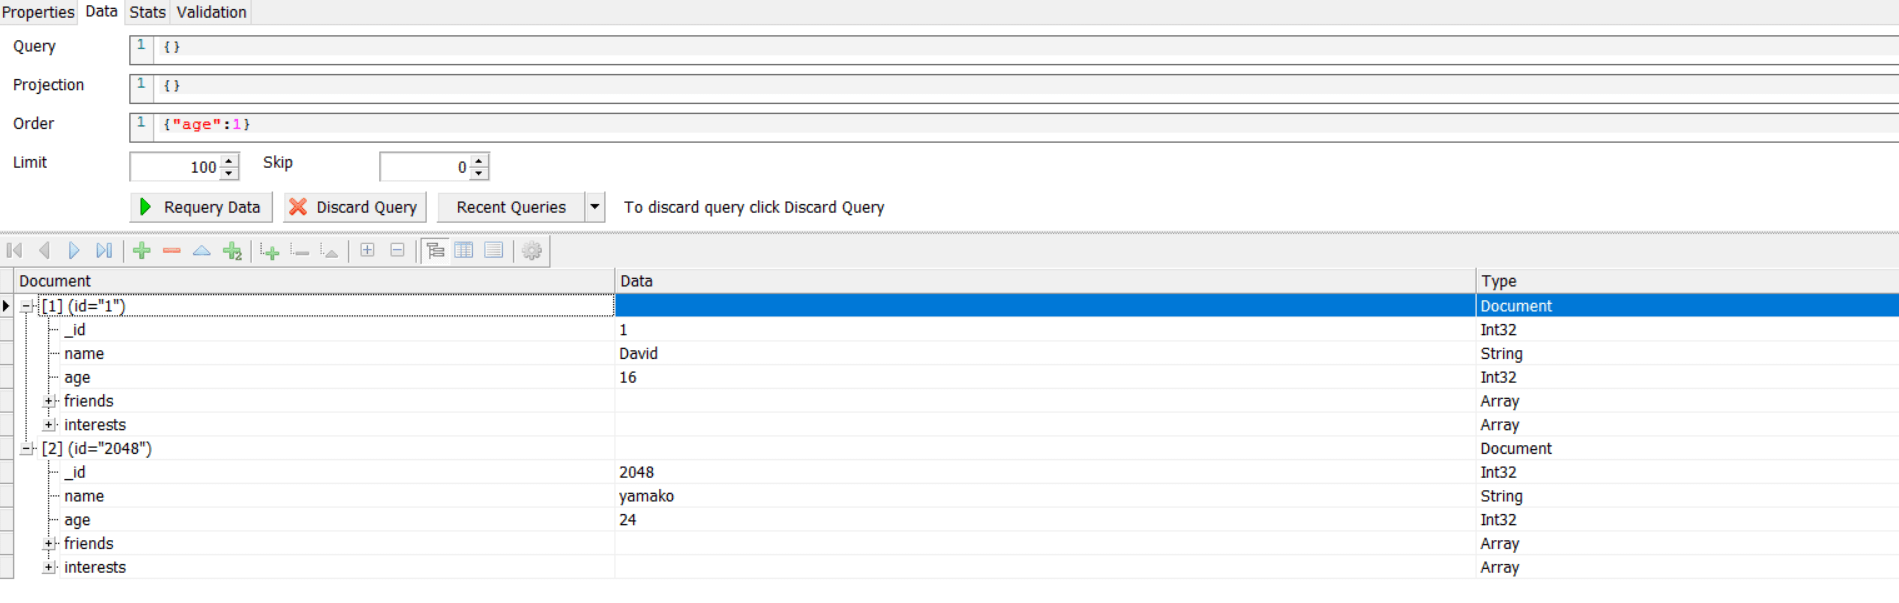 Properties Data Stats Validation
Query 1 {}
Projection 1 {}
Order 1 {"age":1}
Limit 100 Skip 0
Requery Data Discard Query Recent Queries To discard query click Discard Query
Document Data Type
[1] (id="1") Document
_id 1 Int32
name David String
age 16 Int32
friends Array
interests Array
[2] (id="2048") Document
_id 2048 Int32
name yamako String
age 24 Int32
friends Array
interests Array